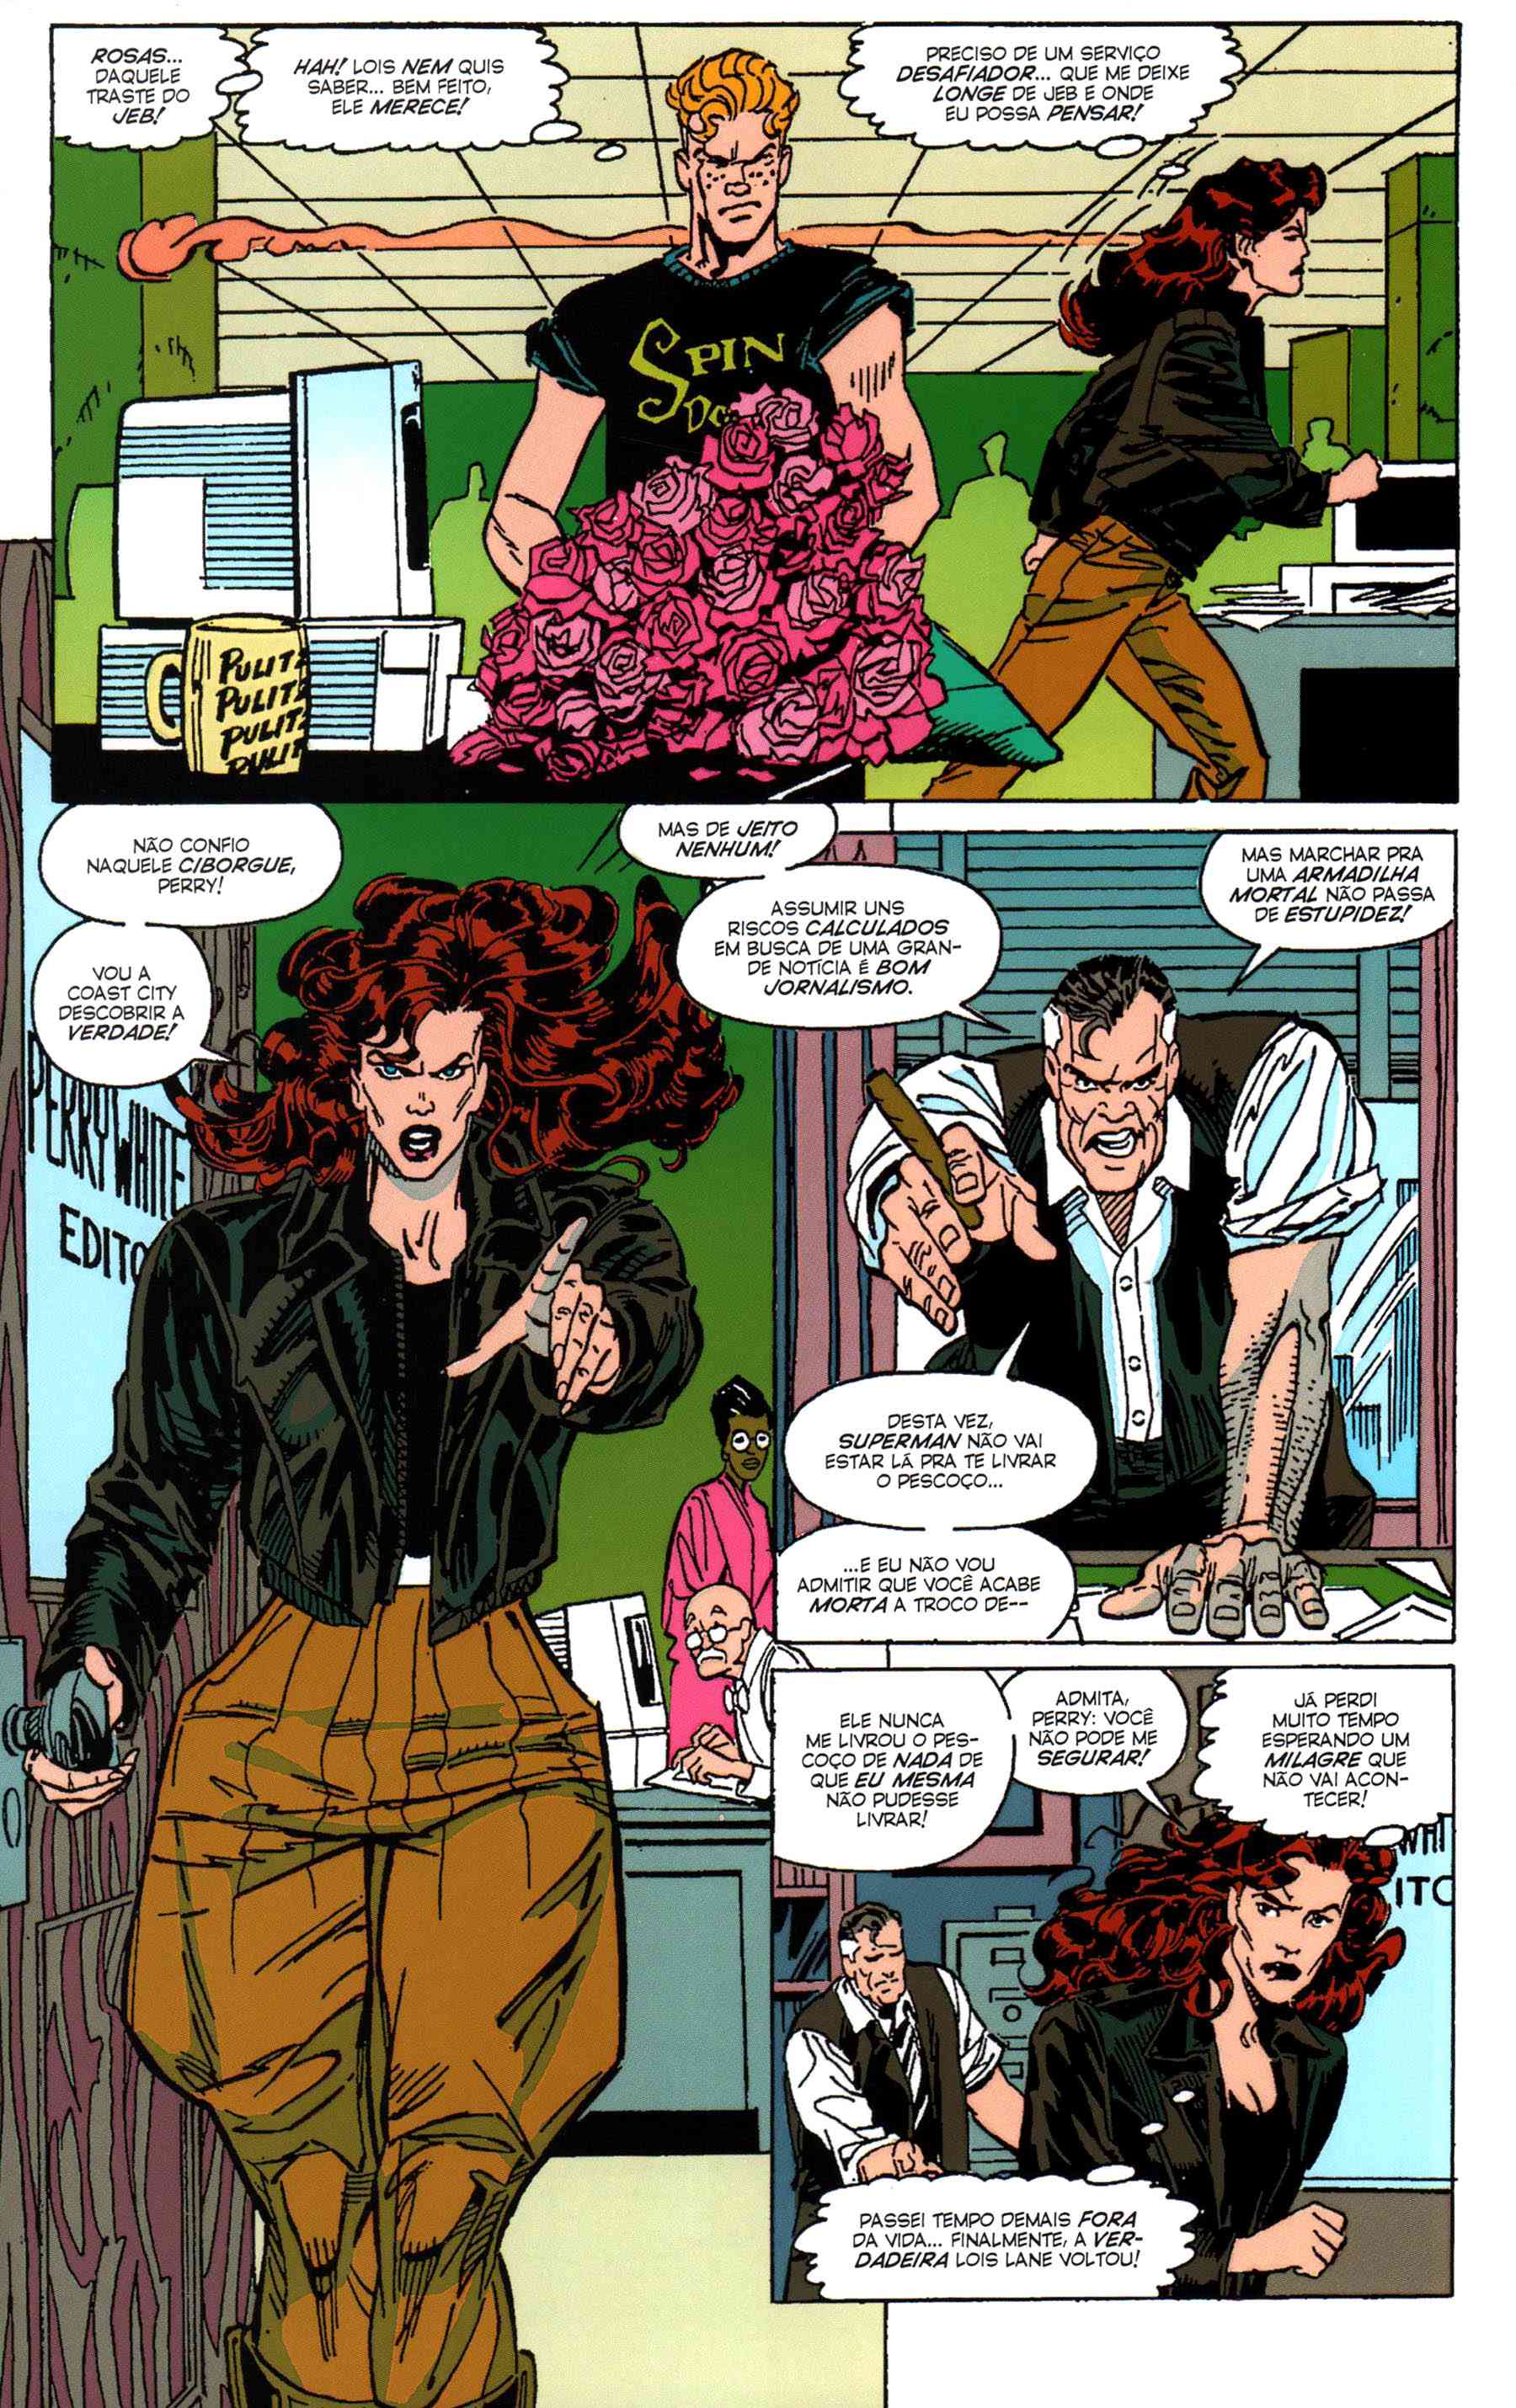 ROSAS...
DAQUELE
TRASTE DO
JEB!
HAH! LOIS NEM QUIS
SABER... BEM FEITO,
ELE MERECE!
PRECISO DE UM SERVIÇO
DESAFIADOR... QUE ME DEIXE
LONGE DE JEB E ONDE
EU POSSA PENSAR!
SPIN
DO
PULITZ
PULITZ
PULITZ
PULIT
NÃO CONFIO
NAQUELE CIBORGUE,
PERRY!
VOU A
COAST CITY
DESCOBRIR A
VERDADE!
PERRY WHITE
EDITO
MAS DE JEITO
NENHUM!
ASSUMIR UNS
RISCOS CALCULADOS
EM BUSCA DE UMA GRAN-
DE NOTÍCIA É BOM
JORNALISMO.
MAS MARCHAR PRA
UMA ARMADILHA
MORTAL NÃO PASSA
DE ESTUPIDEZ!
DESTA VEZ,
SUPERMAN NÃO VAI
ESTAR LÁ PRA TE LIVRAR
O PESCOÇO...
...E EU NÃO VOU
ADMITIR QUE VOCÊ ACABE
MORTA A TROCO DE--
ELE NUNCA
ME LIVROU O PES-
COÇO DE NADA DE
QUE EU MESMA
NÃO PUDESSE
LIVRAR!
ADMITA,
PERRY: VOCÊ
NÃO PODE ME
SEGURAR!
JÁ PERDI
MUITO TEMPO
ESPERANDO UM
MILAGRE QUE
NÃO VAI ACON-
TECER!
WHI
ITO
PASSEI TEMPO DEMAIS FORA
DA VIDA... FINALMENTE, A VER-
DADEIRA LOIS LANE VOLTOU!